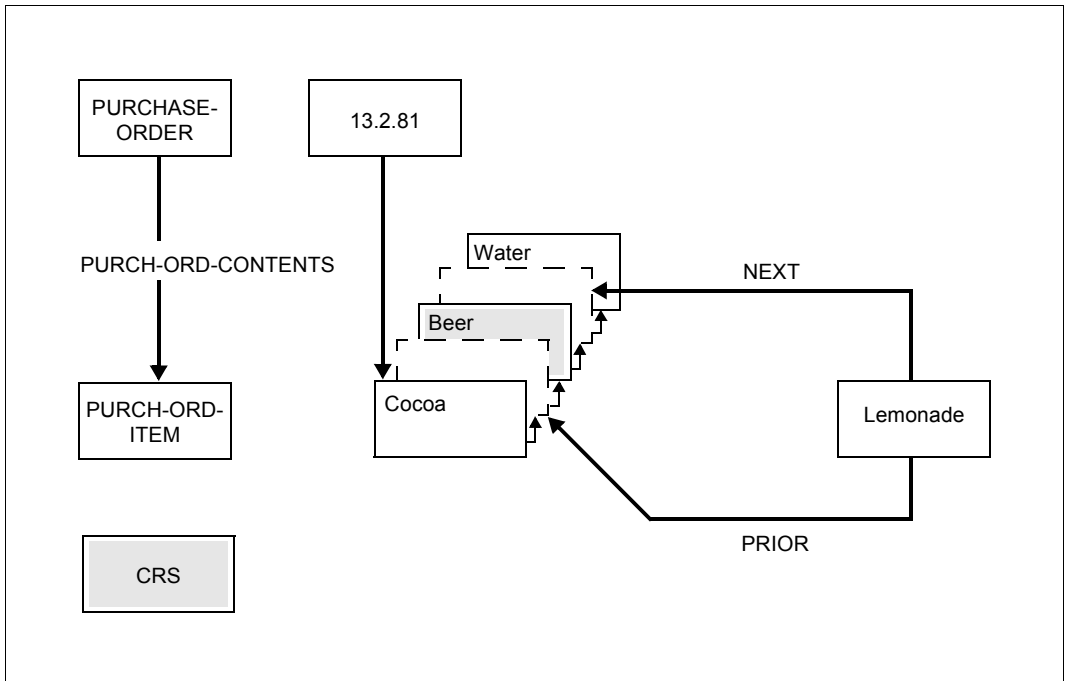 PURCHASE-
ORDER
13.2.81
PURCH-ORD-CONTENTS
Water
NEXT
Beer
Cocoa
PURCH-ORD-
ITEM
Lemonade
PRIOR
CRS